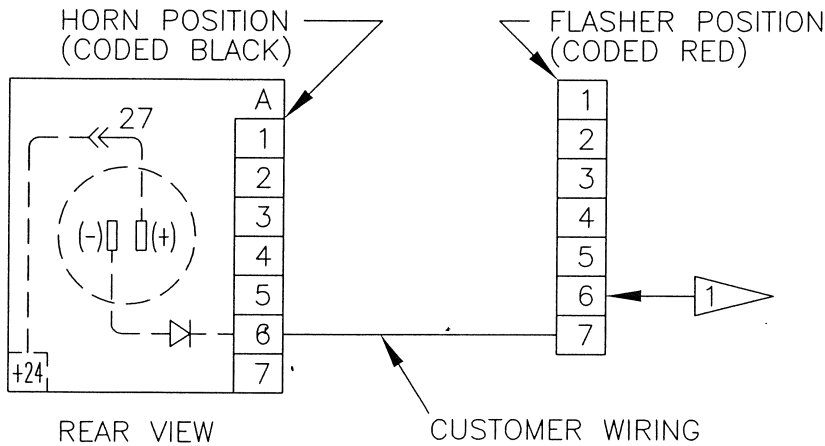 HORN POSITION
(CODED BLACK)
FLASHER POSITION
(CODED RED)
A
27
1
2
3
4
5
6
7
(-)
(+)
+24
1
2
3
4
5
6
7
1
REAR VIEW
CUSTOMER WIRING